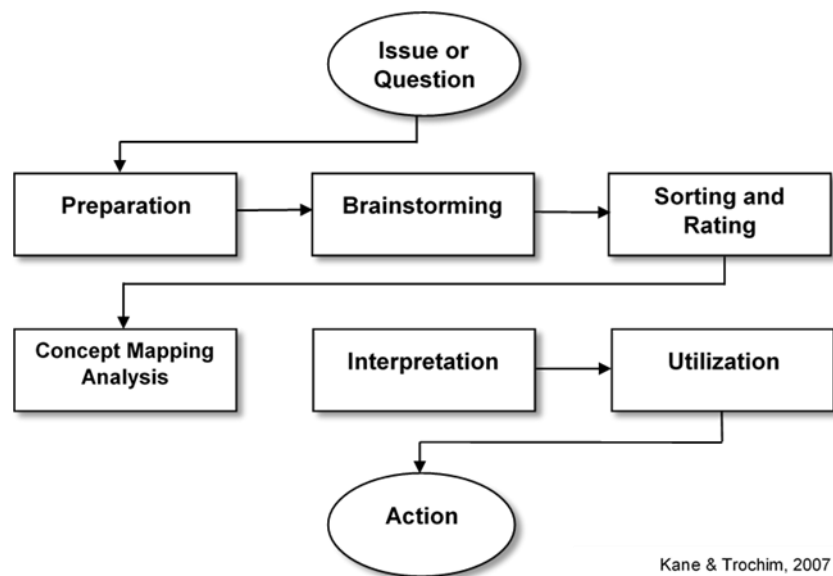 Issue or
Question
Preparation
Brainstorming
Sorting and
Rating
Concept Mapping
Analysis
Interpretation
Utilization
Action
Kane & Trochim, 2007